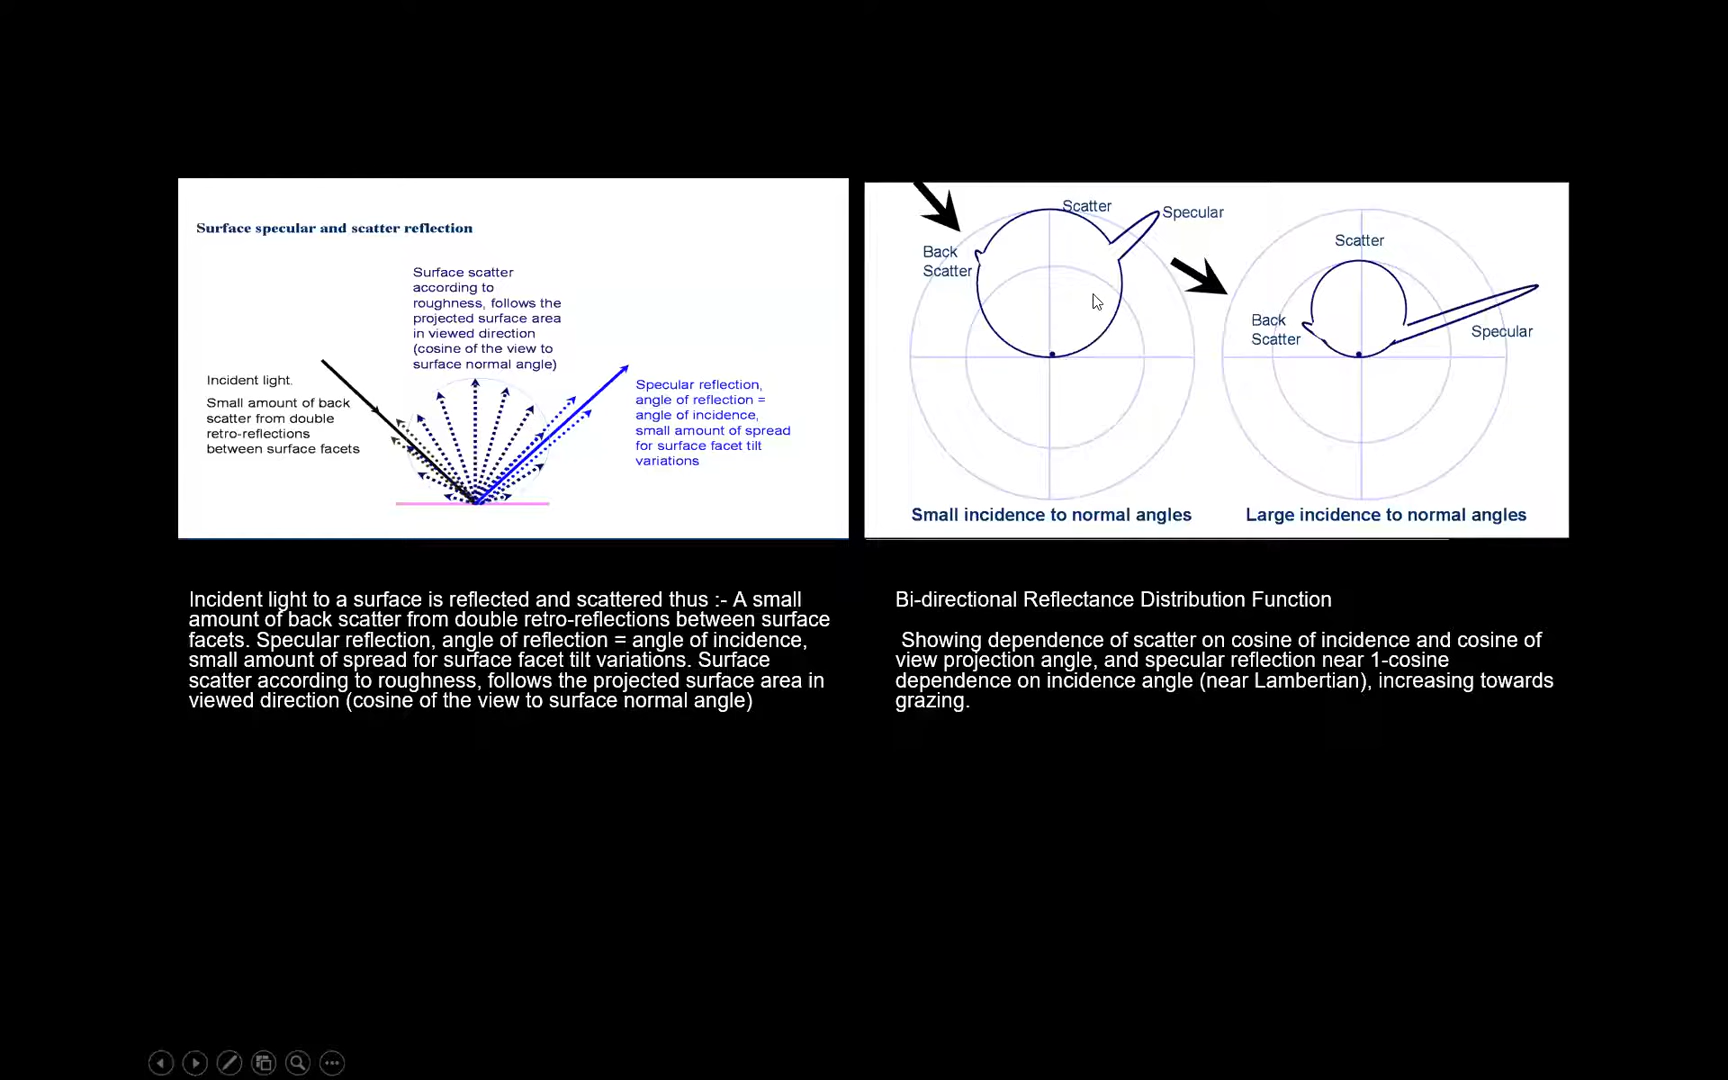 Surface specular and scatter reflection
Surface scatter
according to
roughness, follows the
projected surface area
in viewed direction
(cosine of the view to
surface normal angle)
Incident light.
Small amount of back
scatter from double
retro-reflections
between surface facets
Specular reflection,
angle of reflection =
angle of incidence,
small amount of spread
for surface facet tilt
variations
Scatter
Specular
Back
Scatter
Small incidence to normal angles
Scatter
Back
Scatter
Specular
Large incidence to normal angles
Incident light to a surface is reflected and scattered thus :- A small
amount of back scatter from double retro-reflections between surface
facets. Specular reflection, angle of reflection = angle of incidence,
small amount of spread for surface facet tilt variations. Surface
scatter according to roughness, follows the projected surface area in
viewed direction (cosine of the view to surface normal angle)
Bi-directional Reflectance Distribution Function
Showing dependence of scatter on cosine of incidence and cosine of
view projection angle, and specular reflection near 1-cosine
dependence on incidence angle (near Lambertian), increasing towards
grazing.